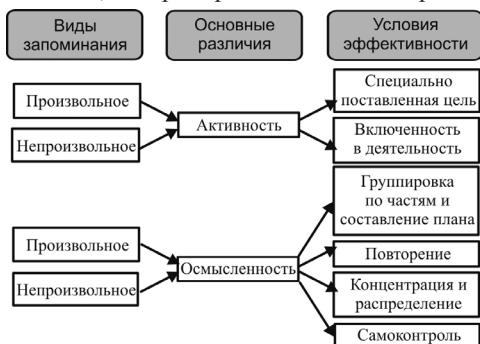 Виды
запоминания
Основные
различия
Условия
эффективности
Произвольное
Непроизвольное
Активность
Специально
поставленная цель
Включенность
в деятельность
Произвольное
Непроизвольное
Осмысленность
Группировка
по частям и
составление плана
Повторение
Концентрация и
распределение
Самоконтроль